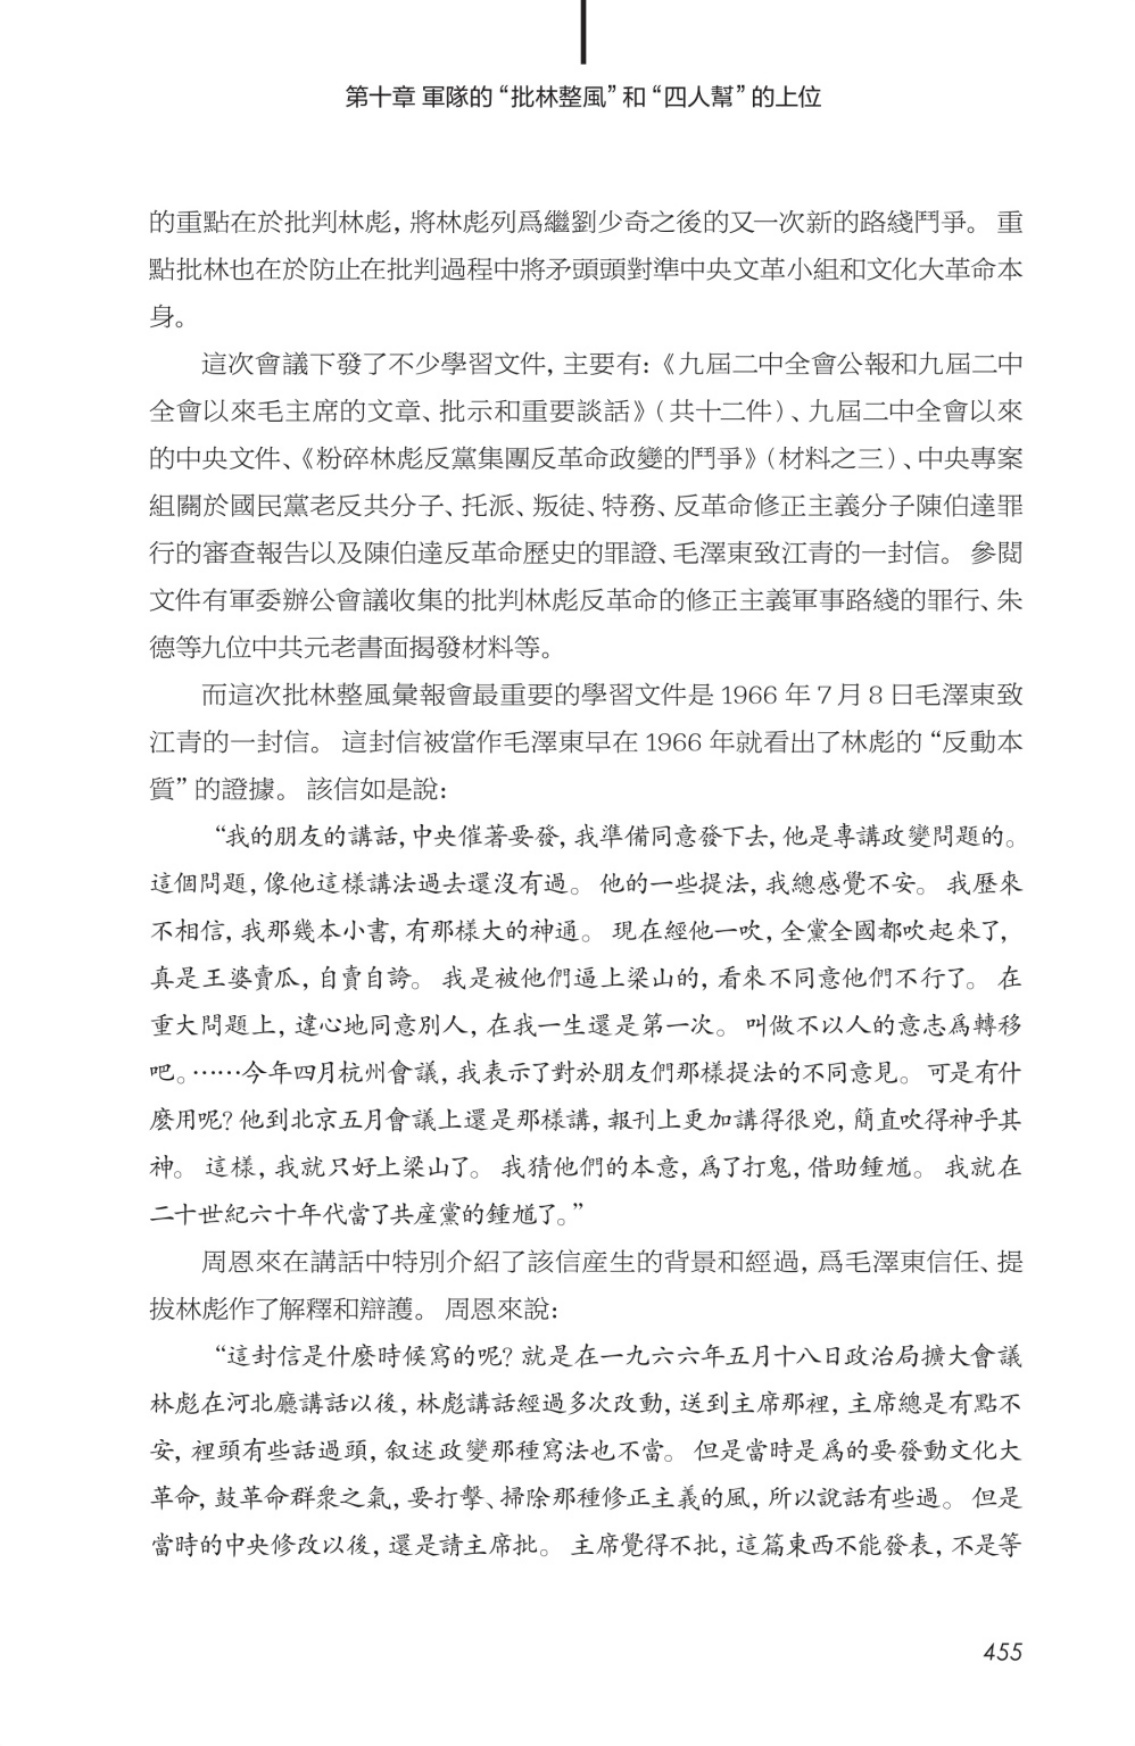 第十章 軍隊的“批林整風”和“四人幫”的上位
的重點在於批判林彪，將林彪列爲繼劉少奇之後的又一次新的路綫鬥爭。重
點批林也在於防止在批判過程中將矛頭頭對準中央文革小組和文化大革命本
身。
這次會議下發了不少學習文件，主要有：《九屆二中全會公報和九屆二中
全會以來毛主席的文章、批示和重要談話》（共十二件）、九屆二中全會以來
的中央文件、《粉碎林彪反黨集團反革命政變的鬥爭》（材料之三）、中央專案
組關於國民黨老反共分子、托派、叛徒、特務、反革命修正主義分子陳伯達罪
行的審查報告以及陳伯達反革命歷史的罪證、毛澤東致江青的一封信。參閱
文件有軍委辦公會議收集的批判林彪反革命的修正主義軍事路綫的罪行、朱
德等九位中共元老書面揭發材料等。
而這次批林整風彙報會最重要的學習文件是 1966 年 7 月 8 日毛澤東致
江青的一封信。這封信被當作毛澤東早在 1966 年就看出了林彪的“反動本
質”的證據。該信如是說：
“我的朋友的講話，中央催著要發，我準備同意發下去，他是專講政變問題的。
這個問題，像他這樣講法過去還沒有過。他的一些提法，我總感覺不安。我歷來
不相信，我那幾本小書，有那樣大的神通。現在經他一吹，全黨全國都吹起來了，
真是王婆賣瓜，自賣自誇。我是被他們逼上梁山的，看來不同意他們不行了。在
重大問題上，違心地同意別人，在我一生還是第一次。叫做不以人的意志爲轉移
吧。……今年四月杭州會議，我表示了對於朋友們那樣提法的不同意見。可是有什
麽用呢？他到北京五月會議上還是那樣講，報刊上更加講得很兇，簡直吹得神乎其
神。這樣，我就只好上梁山了。我猜他們的本意，爲了打鬼，借助鍾馗。我就在
二十世紀六十年代當了共産黨的鍾馗了。”
周恩來在講話中特別介紹了該信産生的背景和經過，爲毛澤東信任、提
拔林彪作了解釋和辯護。周恩來說：
“這封信是什麽時候寫的呢？就是在一九六六年五月十八日政治局擴大會議
林彪在河北廳講話以後，林彪講話經過多次改動，送到主席那裡，主席總是有點不
安，裡頭有些話過頭，叙述政變那種寫法也不當。但是當時是爲的要發動文化大
革命，鼓革命群衆之氣，要打擊、掃除那種修正主義的風，所以說話有些過。但是
當時的中央修改以後，還是請主席批。主席覺得不批，這篇東西不能發表，不是等
455